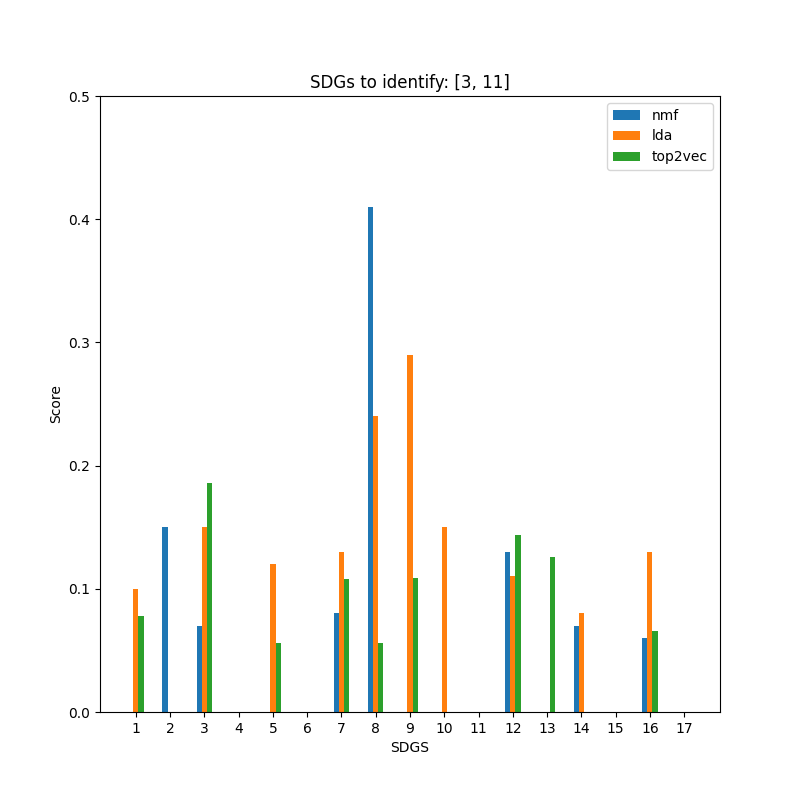 SDGs to identify: [3, 11]
nmf
lda
top2vec
0.5
0.4
0.3
0.2
0.1
0.0
Score
1 2 3 4 5 6 7 8 9 10 11 12 13 14 15 16 17
SDGS